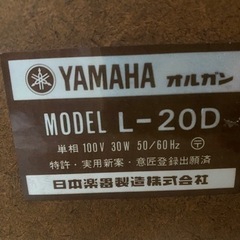 YAMAHA オルガン
MODEL L-20D
単相 100V 30W 50/60Hz 〒
特許・実用新案・意匠登録出願済
日本楽器製造株式会社